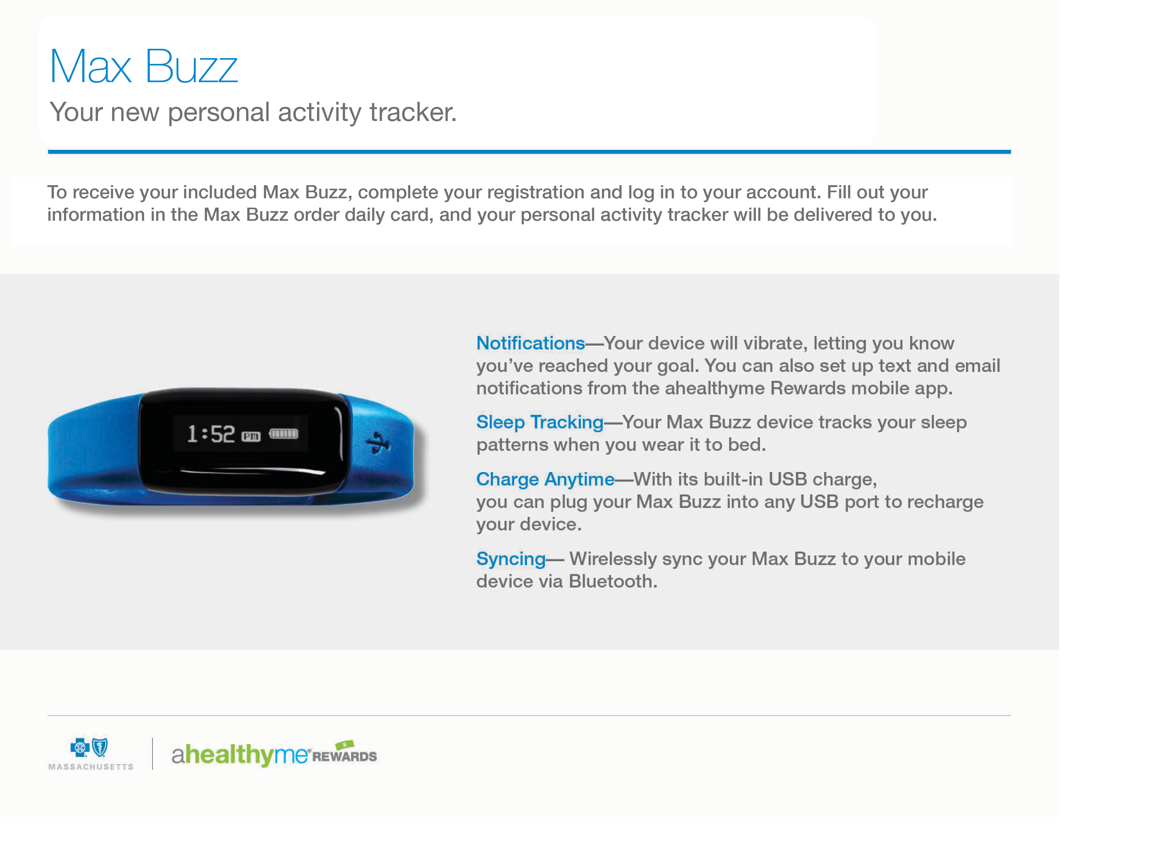 Max Buzz
Your new personal activity tracker.
To receive your included Max Buzz, complete your registration and log in to your account. Fill out your
information in the Max Buzz order daily card, and your personal activity tracker will be delivered to you.
1:52 PM
Notifications—Your device will vibrate, letting you know
you’ve reached your goal. You can also set up text and email
notifications from the ahealthyme Rewards mobile app.
Sleep Tracking—Your Max Buzz device tracks your sleep
patterns when you wear it to bed.
Charge Anytime—With its built-in USB charge,
you can plug your Max Buzz into any USB port to recharge
your device.
Syncing— Wirelessly sync your Max Buzz to your mobile
device via Bluetooth.
MASSACHUSETTS
ahealthyme® REWARDS